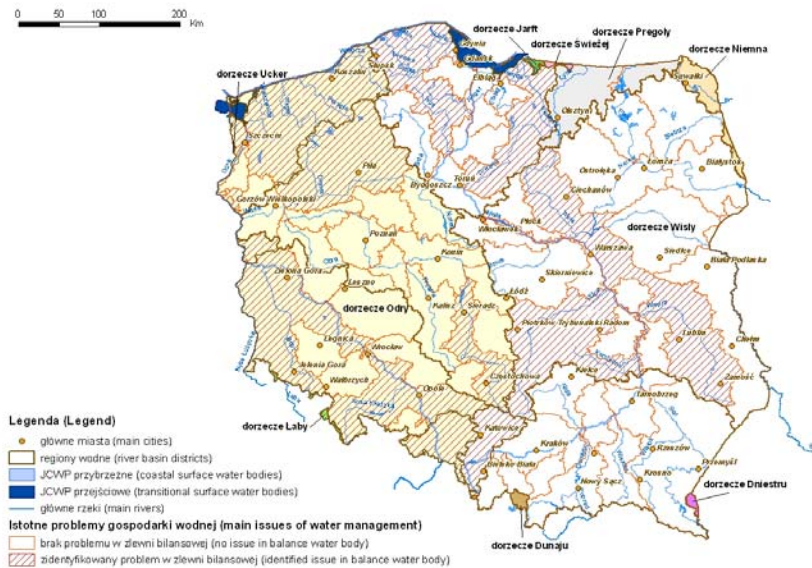 0 50 100 200
Km
dorzecze Jarft
dorzecze Świeżej
dorzecze Pregoły
dorzecze Niemna
dorzecze Ucker
Gdynia
Gdańsk
Słupsk
Koszalin
Elbląg
Suwałki
Olsztyn
Szczecin
Piła
Bydgoszcz
Toruń
Ostrołęka
Łomża
Białystok
Ciechanów
Gorzów Wielkopolski
Włocławek
Płock
dorzecze Wisły
Poznań
Warszawa
Siedlce
Biała Podlaska
Konin
Zielona Góra
Leszno
Skierniewice
Łódź
dorzecze Odry
Kalisz
Sieradz
Piotrków Trybunalski
Radom
Lublin
Chełm
Legnica
Wrocław
Jelenia Góra
Wałbrzych
Częstochowa
Kielce
Zamość
Opole
Tarnobrzeg
dorzecze Łaby
Katowice
Kraków
Rzeszów
Bielsko-Biała
Nowy Sącz
Krosno
Przemyśl
dorzecze Dniestru
dorzecze Dunaju
Legenda (Legend)
główne miasta (main cities)
regiony wodne (river basin districts)
JCWP przybrzeżne (coastal surface water bodies)
JCWP przejściowe (transitional surface water bodies)
główne rzeki (main rivers)
Istotne problemy gospodarki wodnej (main issues of water management)
brak problemu w zlewni bilansowej (no issue in balance water body)
zidentyfikowany problem w zlewni bilansowej (identified issue in balance water body)